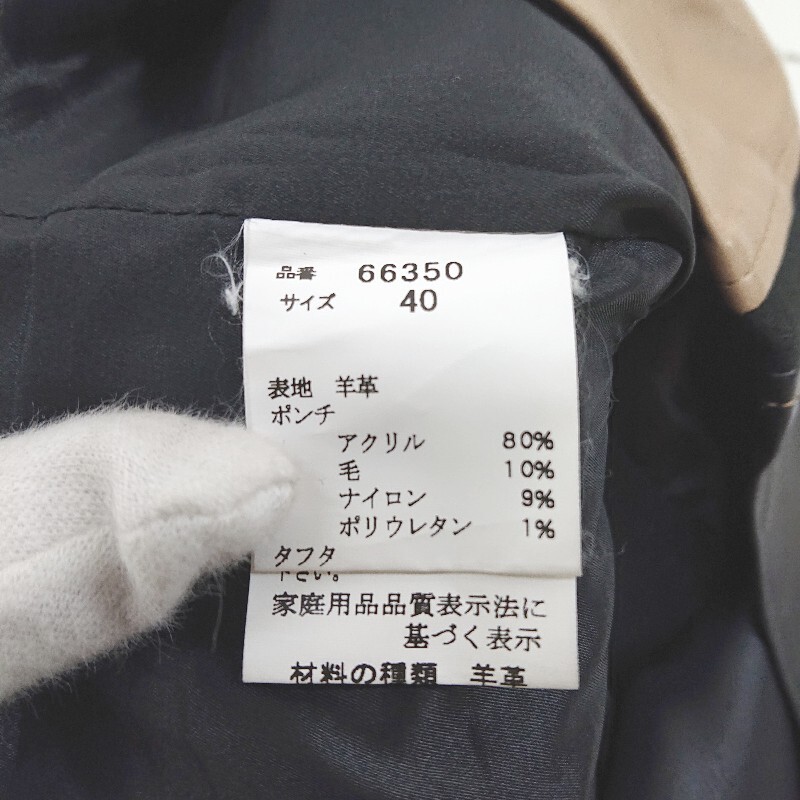 品番 66350
サイズ 40
表地 羊革
ポンチ
アクリル 80%
毛 10%
ナイロン 9%
ポリウレタン 1%
タフタ
下さい。
家庭用品品質表示法に
基づく表示
材料の種類 羊革